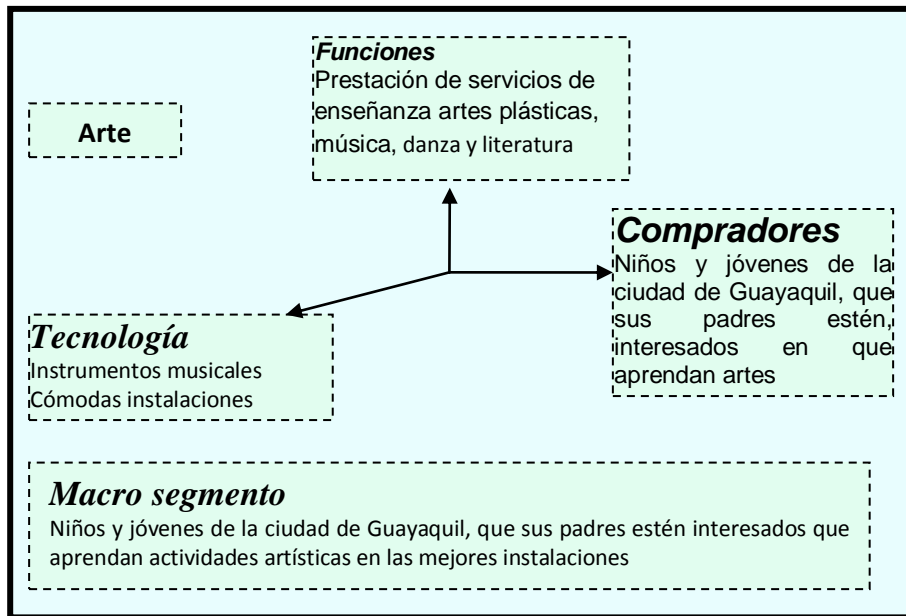 Funciones
Prestación de servicios de
enseñanza artes plásticas,
música, danza y literatura
Arte
Compradores
Niños y jóvenes de la
ciudad de Guayaquil, que
sus padres estén,
interesados en que
aprendan artes
Tecnología
Instrumentos musicales
Cómodas instalaciones
Macro segmento
Niños y jóvenes de la ciudad de Guayaquil, que sus padres estén interesados que
aprendan actividades artísticas en las mejores instalaciones